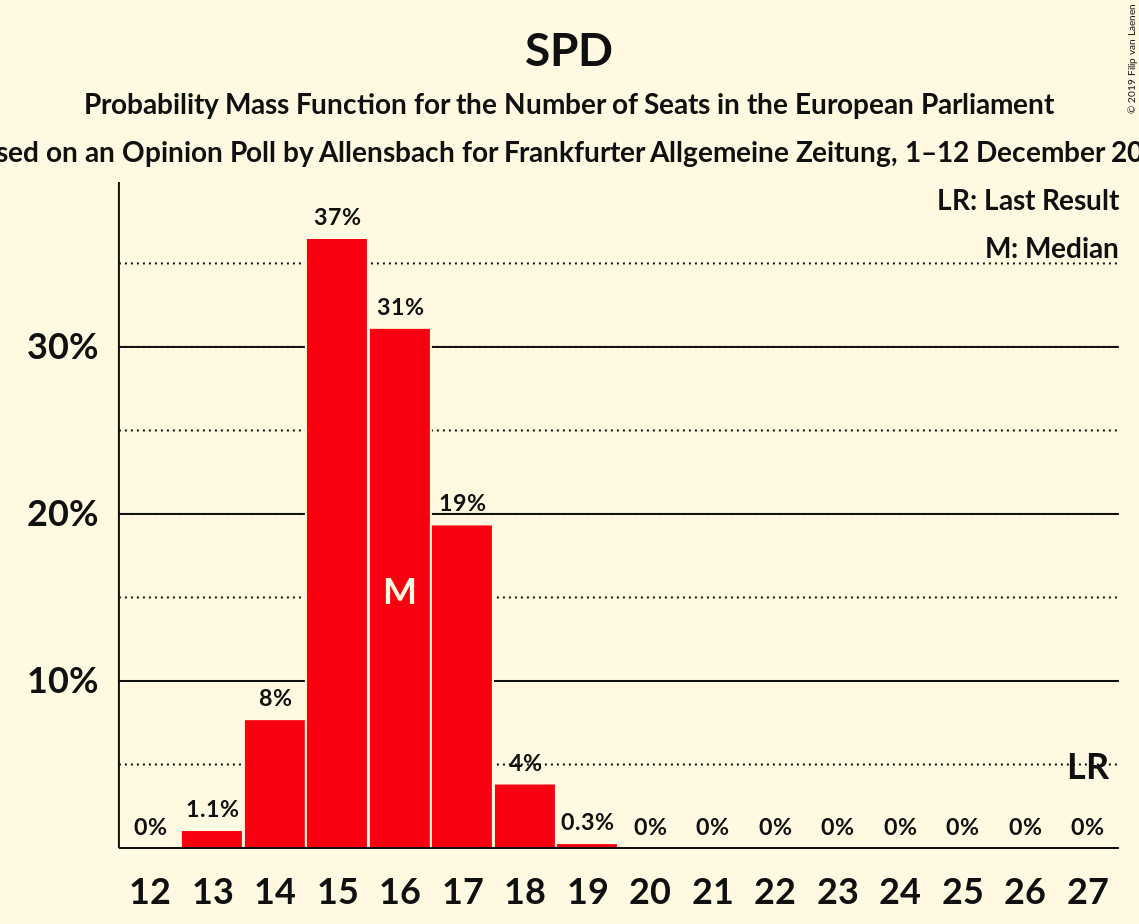 SPD
Probability Mass Function for the Number of Seats in the European Parliament
sed on an Opinion Poll by Allensbach for Frankfurter Allgemeine Zeitung, 1–12 December 20
© 2019 Filip van Laenen
LR: Last Result
M: Median
37%
31%
30%
19%
20%
M
10%
8%
4%
LR
1.1%
0.3%
0%
0%
0%
0%
0%
0%
0%
0%
0%
12 13 14 15 16 17 18 19 20 21 22 23 24 25 26 27